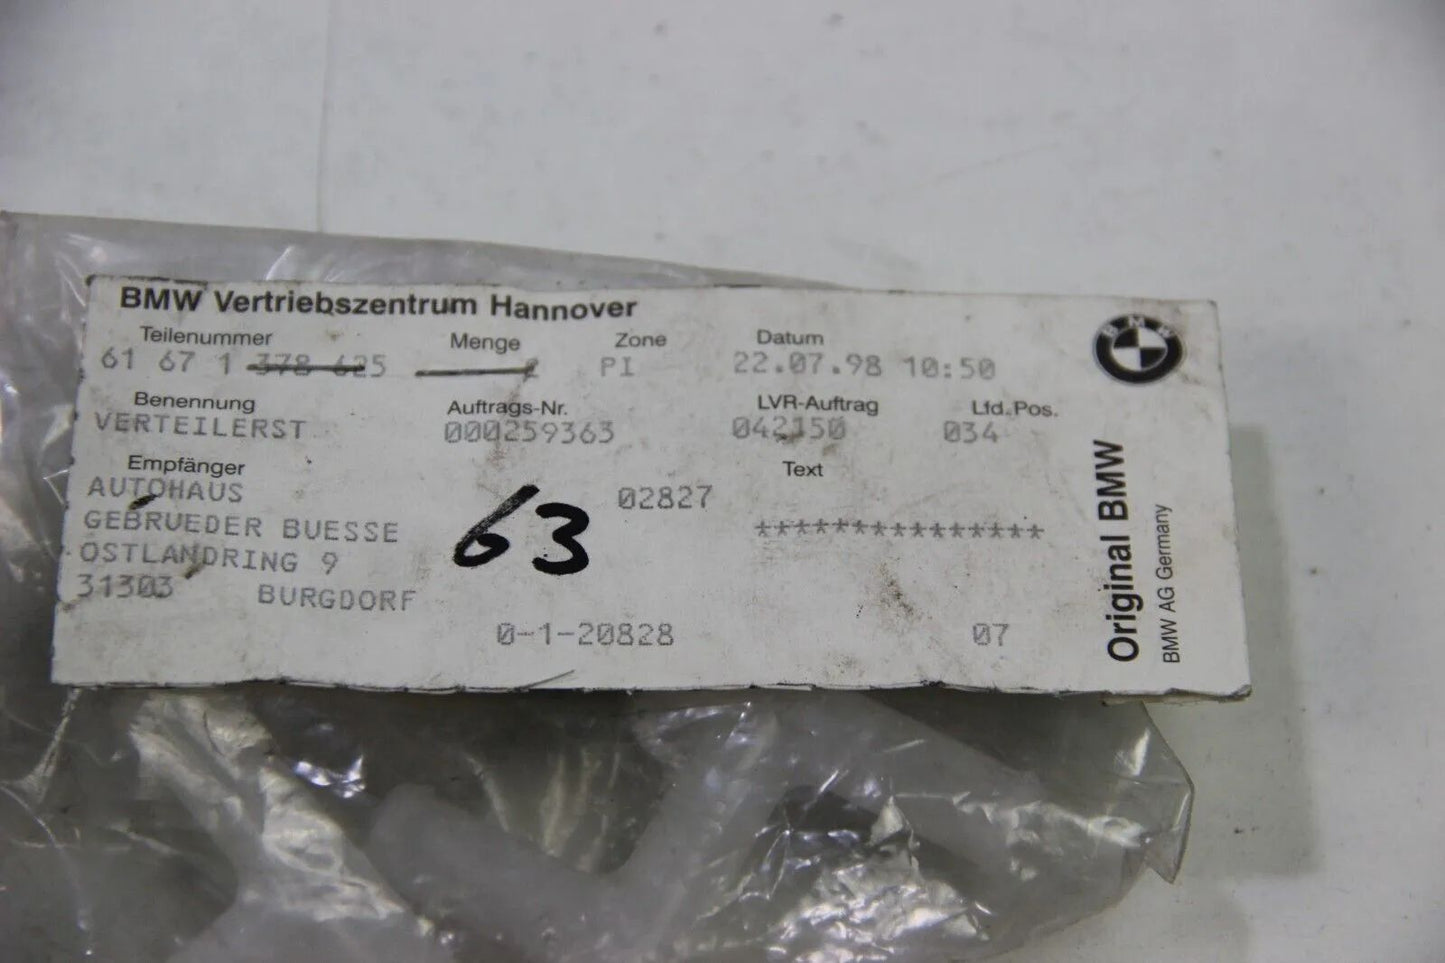 BMW Vertriebszentrum Hannover
Teilenummer Menge Zone Datum
61 67 1 378 625 PI 22.07.98 10:50
Benennung Auftrags-Nr. LVR-Auftrag Lfd.Pos.
VERTEILERST 000259363 042150 034
Empfänger Text
AUTOHAUS 02827
GEBRUEDER BUESSE **************
OSTLANDRING 9
31303 BURGDORF
63
0-1-20828 07
BMW
Original BMW
BMW AG Germany